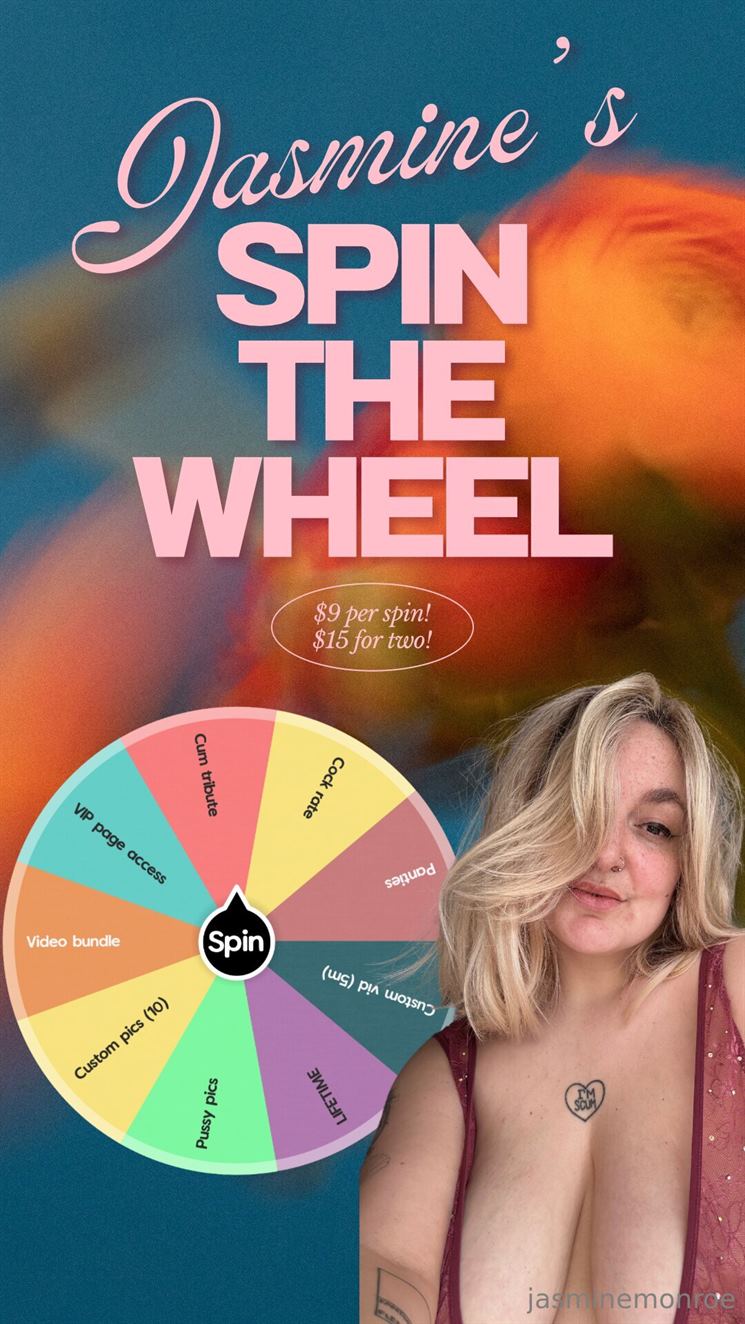 Jasmine's
SPIN
THE
WHEEL
$9 per spin!
$15 for two!
Cum tribute
Cock rate
Panties
Custom vid (5m)
LIFETIME
Pussy pics
Custom pics (10)
Video bundle
VIP page access
Spin
I'M
SCUM
jasminemonroe